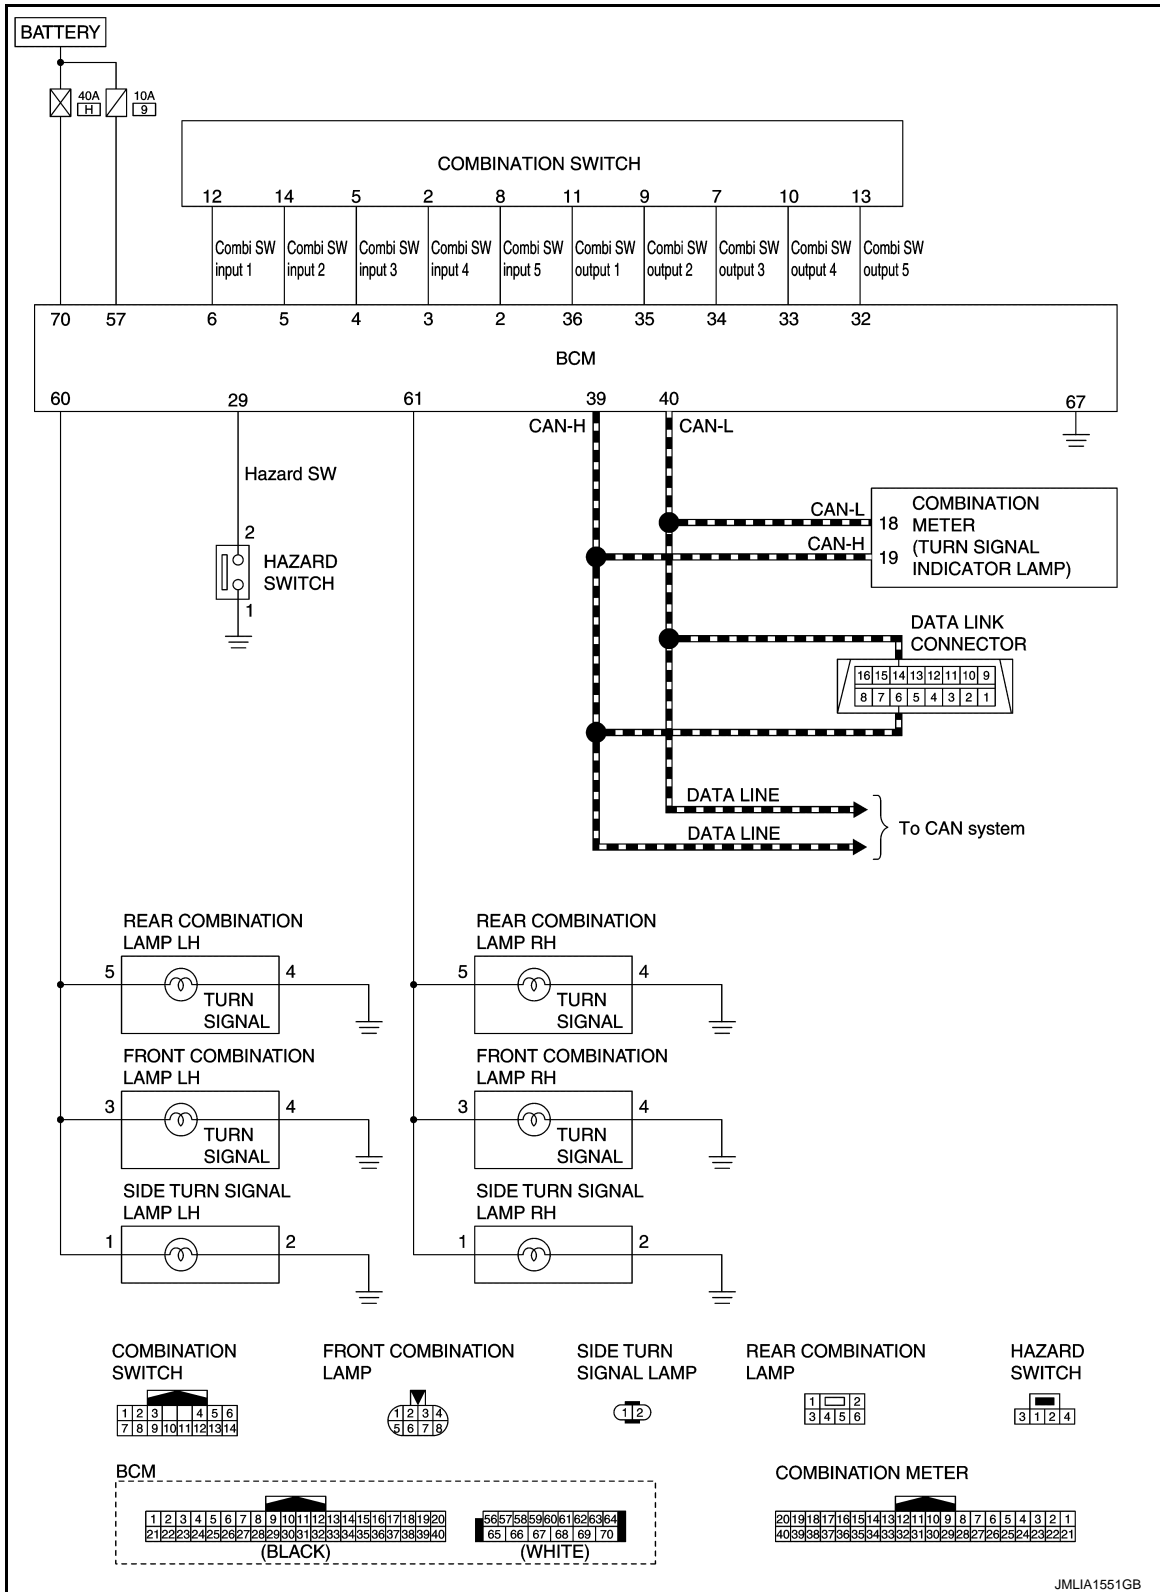 BATTERY
40A
H
10A
9
COMBINATION SWITCH
12 14 5 2 8 11 9 7 10 13
Combi SW input 1
Combi SW input 2
Combi SW input 3
Combi SW input 4
Combi SW input 5
Combi SW output 1
Combi SW output 2
Combi SW output 3
Combi SW output 4
Combi SW output 5
70 57 6 5 4 3 2 36 35 34 33 32
BCM
60 29 61 39 40 67
CAN-H CAN-L
Hazard SW
2
HAZARD
SWITCH
1
CAN-L 18
CAN-H 19
COMBINATION
METER
(TURN SIGNAL
INDICATOR LAMP)
DATA LINK
CONNECTOR
16 15 14 13 12 11 10 9
8 7 6 5 4 3 2 1
DATA LINE
DATA LINE
To CAN system
REAR COMBINATION
LAMP LH
5 4
TURN
SIGNAL
REAR COMBINATION
LAMP RH
5 4
TURN
SIGNAL
FRONT COMBINATION
LAMP LH
3 4
TURN
SIGNAL
FRONT COMBINATION
LAMP RH
3 4
TURN
SIGNAL
SIDE TURN SIGNAL
LAMP LH
1 2
SIDE TURN SIGNAL
LAMP RH
1 2
COMBINATION
SWITCH
1 2 3 4 5 6
7 8 9 10 11 12 13 14
FRONT COMBINATION
LAMP
1 2 3 4
5 6 7 8
SIDE TURN
SIGNAL LAMP
1 2
REAR COMBINATION
LAMP
1 2
3 4 5 6
HAZARD
SWITCH
3 1 2 4
BCM
1 2 3 4 5 6 7 8 9 10 11 12 13 14 15 16 17 18 19 20
21 22 23 24 25 26 27 28 29 30 31 32 33 34 35 36 37 38 39 40
(BLACK)
56 57 58 59 60 61 62 63 64
65 66 67 68 69 70
(WHITE)
COMBINATION METER
20 19 18 17 16 15 14 13 12 11 10 9 8 7 6 5 4 3 2 1
40 39 38 37 36 35 34 33 32 31 30 29 28 27 26 25 24 23 22 21
JMLIA1551GB